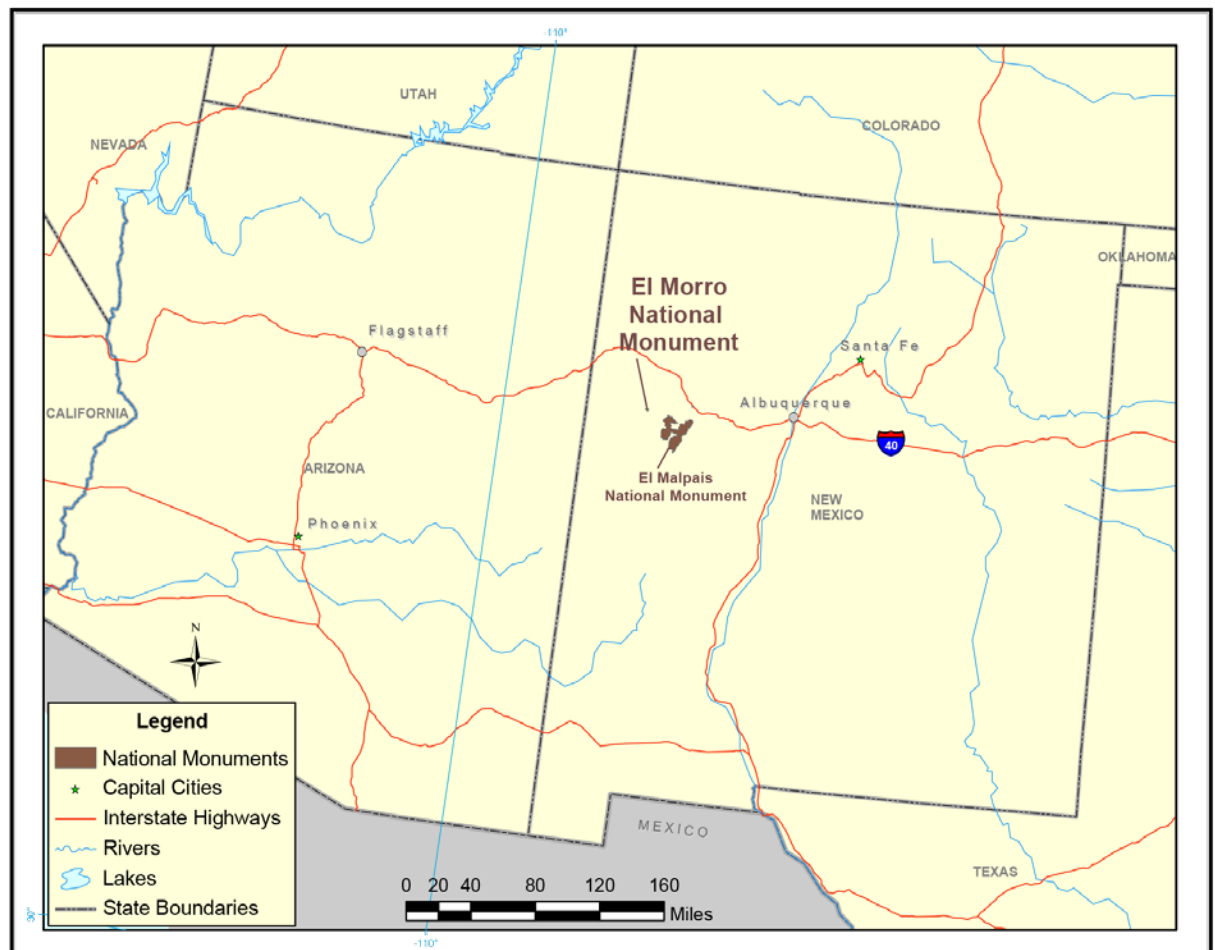 -110°
UTAH
NEVADA
COLORADO
OKLAHOMA
El Morro
National
Monument
Flagstaff
Santa Fe
CALIFORNIA
Albuquerque
40
ARIZONA
El Malpais
National Monument
NEW
MEXICO
Phoenix
N
Legend
National Monuments
Capital Cities
Interstate Highways
Rivers
Lakes
State Boundaries
MEXICO
TEXAS
0 20 40 80 120 160
Miles
30°
-110°